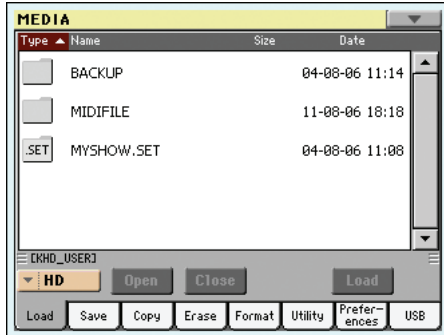 MEDIA
Type Name Size Date
BACKUP 04-08-06 11:14
MIDIFILE 11-08-06 18:18
.SET MYSHOW.SET 04-08-06 11:08
[KHD_USER]
HD Open Close Load
Load Save Copy Erase Format Utility Prefer-ences USB